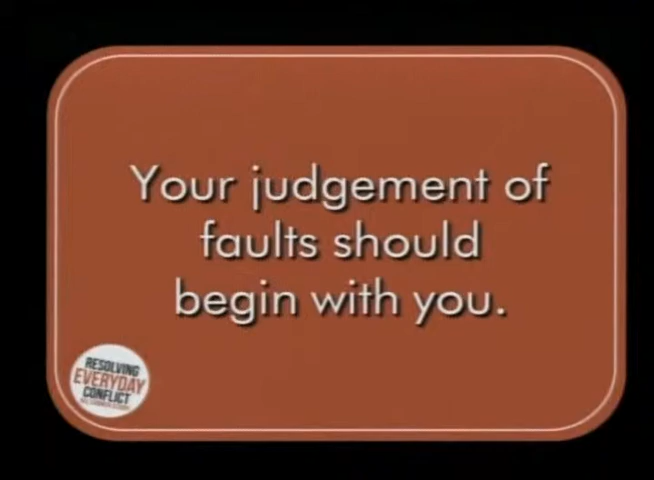 Your judgement of
faults should
begin with you.
RESOLVING
EVERYDAY
CONFLICT